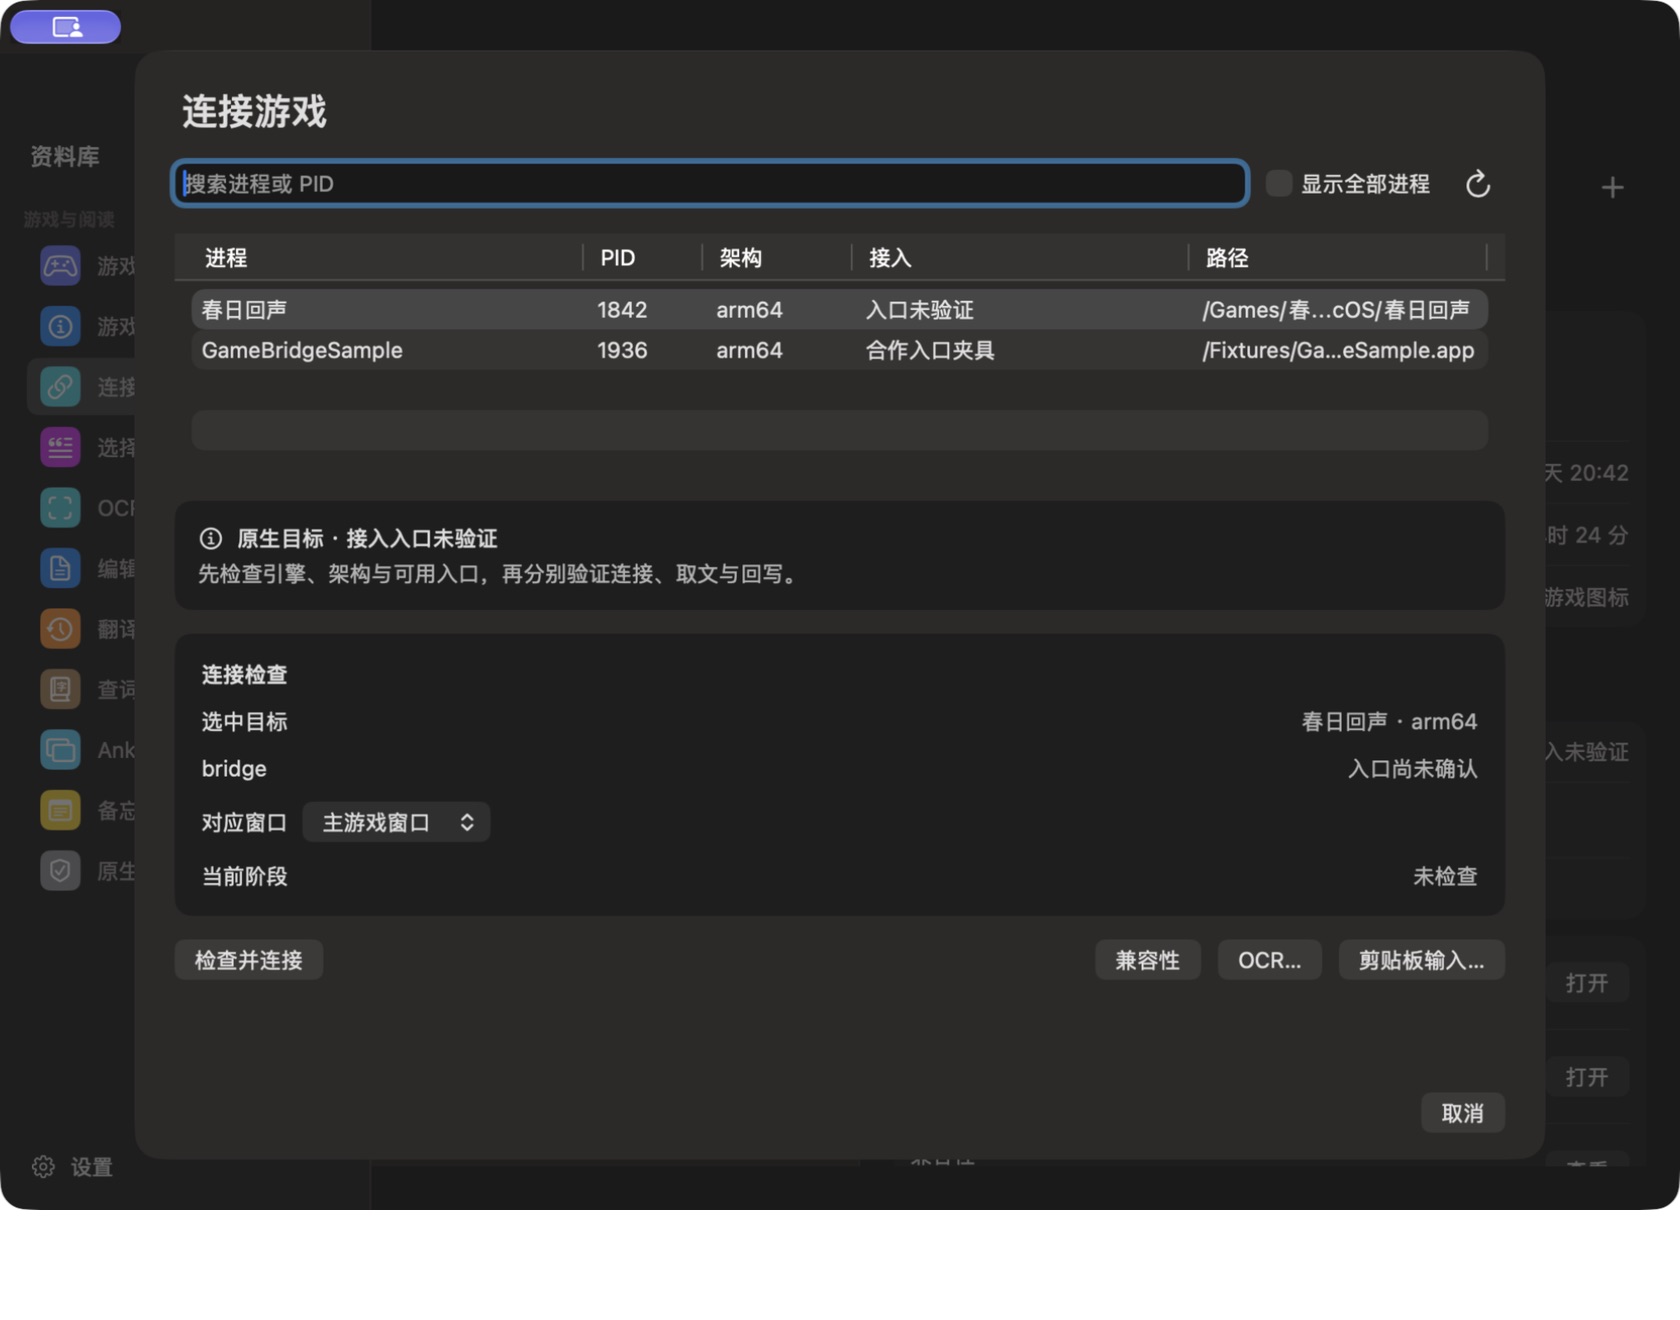 连接游戏
资料库
搜索进程或 PID
显示全部进程
游戏与阅读
进程 PID 架构 接入 路径
游戏
春日回声 1842 arm64 入口未验证 /Games/春...cOS/春日回声
游戏
GameBridgeSample 1936 arm64 合作入口夹具 /Fixtures/Ga...eSample.app
连接
选择
天 20:42
OCR
原生目标 · 接入入口未验证
时 24 分
先检查引擎、架构与可用入口，再分别验证连接、取文与回写。
编辑
游戏图标
翻译
连接检查
查词
选中目标 春日回声 · arm64
Ank
入未验证
bridge 入口尚未确认
备忘
对应窗口 主游戏窗口
原生
当前阶段 未检查
检查并连接 兼容性 OCR... 剪贴板输入...
打开
打开
取消
设置